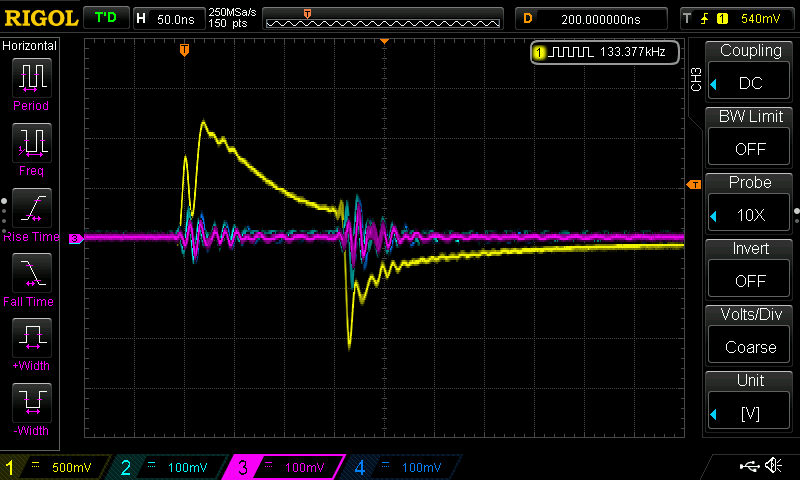 RIGOL T'D H 50.0ns 250MSa/s 150 pts D 200.000000ns T 1 540mV
Horizontal
Period
Freq
Rise Time
Fall Time
+Width
-Width
T
1 133.377kHz
T
3
CH3
Coupling
DC
BW Limit
OFF
Probe
10X
Invert
OFF
Volts/Div
Coarse
Unit
[V]
1 500mV 2 100mV 3 100mV 4 100mV